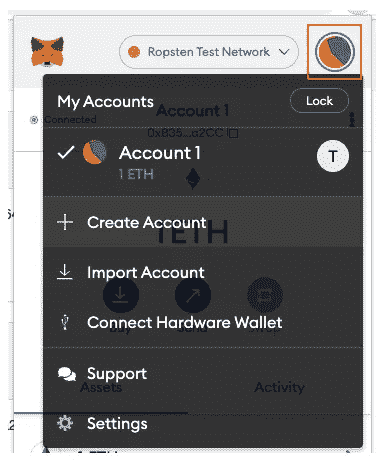 Ropsten Test Network
My Accounts
Lock
Account 1
Connected
0x835...a2CC
Account 1
1 ETH
T
Create Account
1 ETH
Import Account
Connect Hardware Wallet
Support
Assets
Activity
Settings